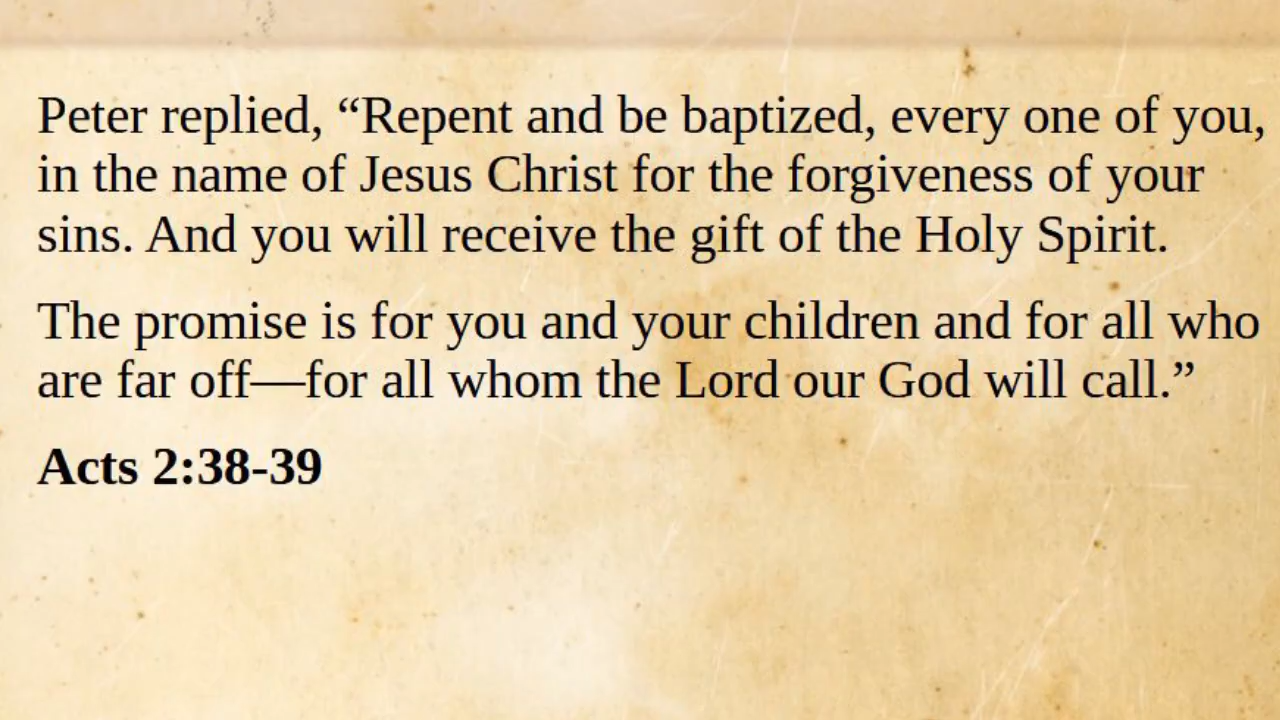 Peter replied, “Repent and be baptized, every one of you,
in the name of Jesus Christ for the forgiveness of your
sins. And you will receive the gift of the Holy Spirit.
The promise is for you and your children and for all who
are far off—for all whom the Lord our God will call.”
Acts 2:38-39